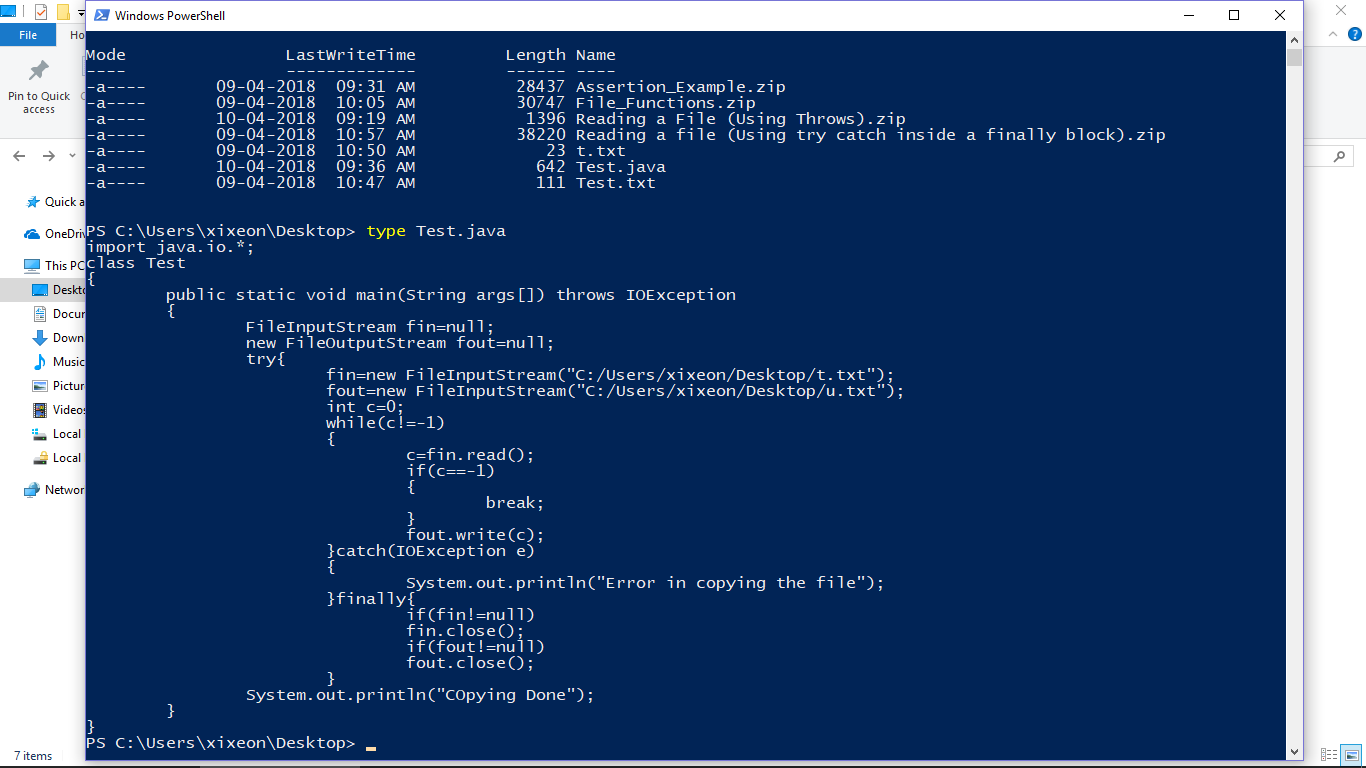 Windows PowerShell
File
Ho
Pin to Quick
access
Quick a
OneDriv
This PC
Deskto
Docur
Down
Music
Picture
Videos
Local
Local
Networ
7 items
Mode                LastWriteTime         Length Name
----                -------------         ------ ----
-a----       09-04-2018  09:31 AM          28437 Assertion_Example.zip
-a----       09-04-2018  10:05 AM          30747 File_Functions.zip
-a----       10-04-2018  09:19 AM           1396 Reading a File (Using Throws).zip
-a----       09-04-2018  10:57 AM          38220 Reading a file (Using try catch inside a finally block).zip
-a----       09-04-2018  10:50 AM             23 t.txt
-a----       10-04-2018  09:36 AM            642 Test.java
-a----       09-04-2018  10:47 AM            111 Test.txt
PS C:\Users\xixeon\Desktop> type Test.java
import java.io.*;
class Test
{
        public static void main(String args[]) throws IOException
        {
                FileInputStream fin=null;
                new FileOutputStream fout=null;
                try{
                        fin=new FileInputStream("C:/Users/xixeon/Desktop/t.txt");
                        fout=new FileInputStream("C:/Users/xixeon/Desktop/u.txt");
                        int c=0;
                        while(c!=-1)
                        {
                                c=fin.read();
                                if(c==-1)
                                {
                                        break;
                                }
                                fout.write(c);
                        }catch(IOException e)
                        {
                                System.out.println("Error in copying the file");
                        }finally{
                                if(fin!=null)
                                fin.close();
                                if(fout!=null)
                                fout.close();
                        }
                System.out.println("COpying Done");
        }
}
PS C:\Users\xixeon\Desktop>